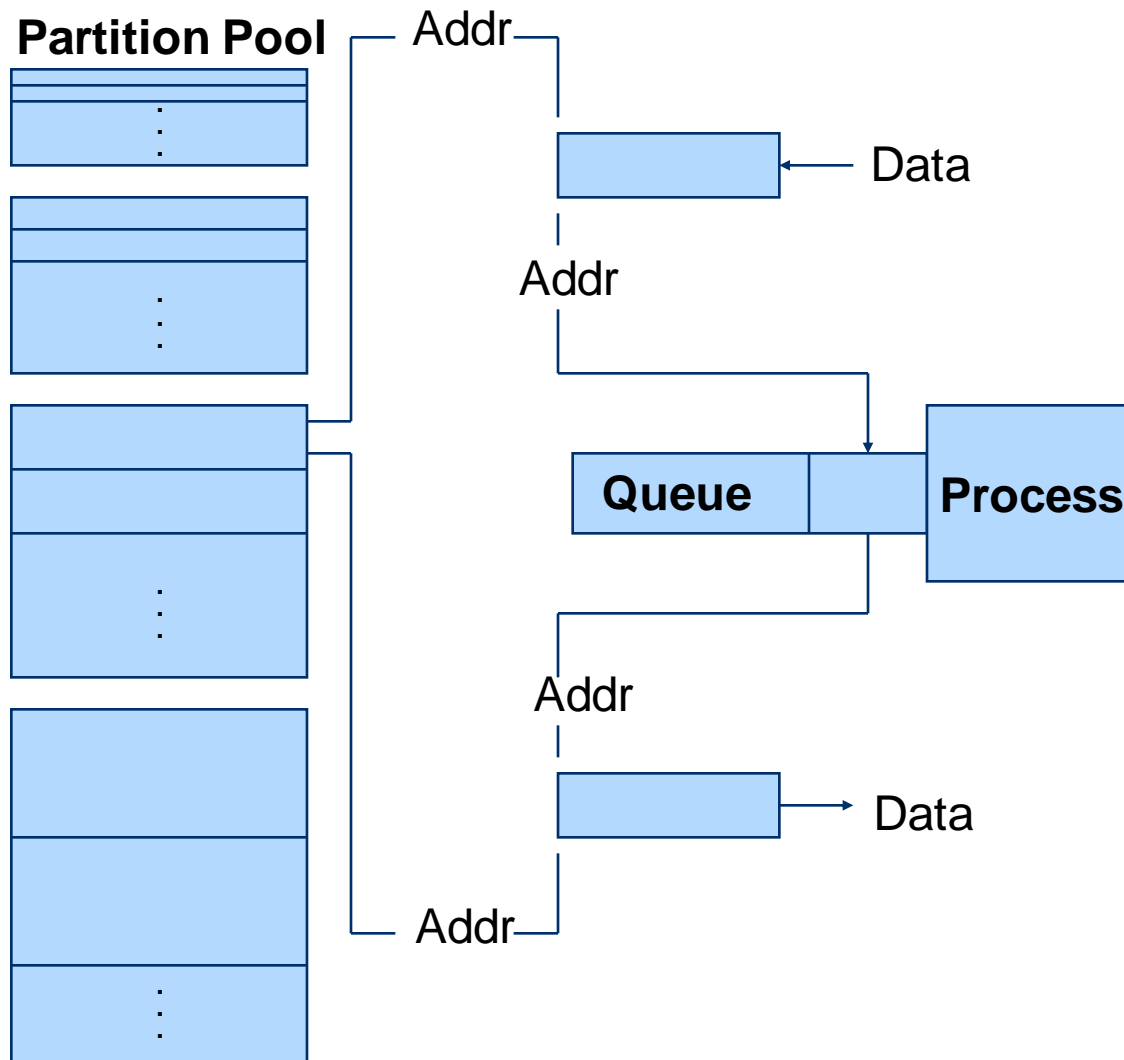 Partition Pool
Addr
Data
Addr
Queue
Process
Addr
Data
Addr